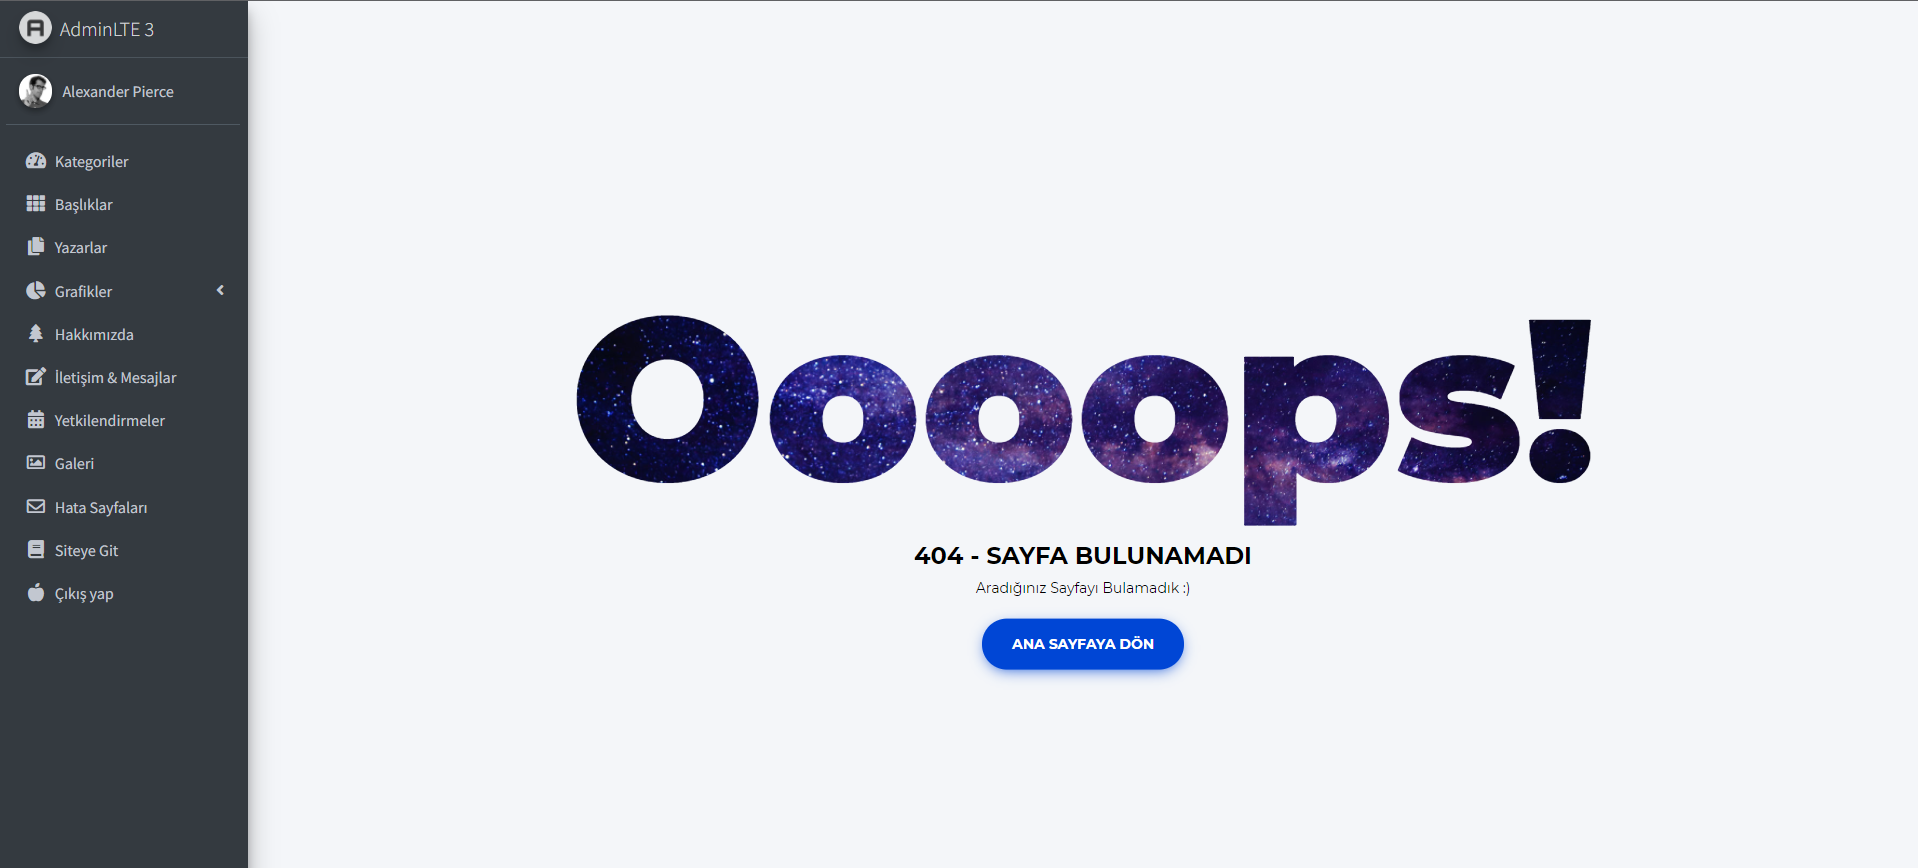 AdminLTE 3
Alexander Pierce
Kategoriler
Başlıklar
Yazarlar
Grafikler
Hakkımızda
İletişim & Mesajlar
Yetkilendirmeler
Galeri
Hata Sayfaları
Siteye Git
Çıkış yap
Oooops!
404 - SAYFA BULUNAMADI
Aradığınız Sayfayı Bulamadık :)
ANA SAYFAYA DÖN